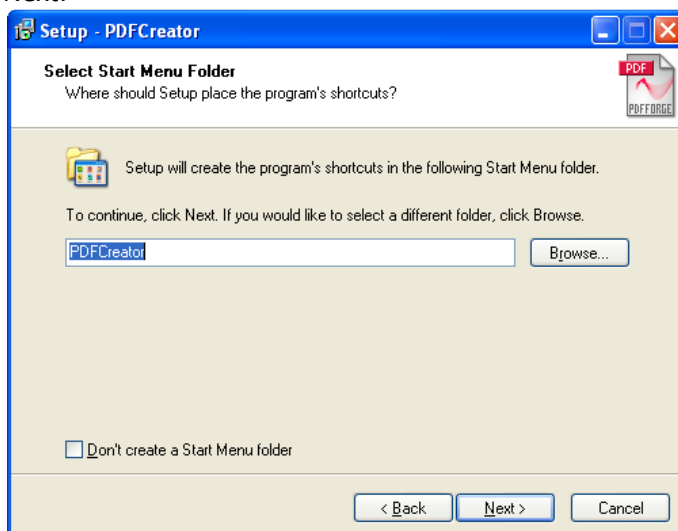 Next.
Setup - PDFCreator
Select Start Menu Folder
Where should Setup place the program's shortcuts?
PDF
PDFFORGE
Setup will create the program's shortcuts in the following Start Menu folder.
To continue, click Next. If you would like to select a different folder, click Browse.
PDFCreator
Browse...
Don't create a Start Menu folder
< Back
Next >
Cancel